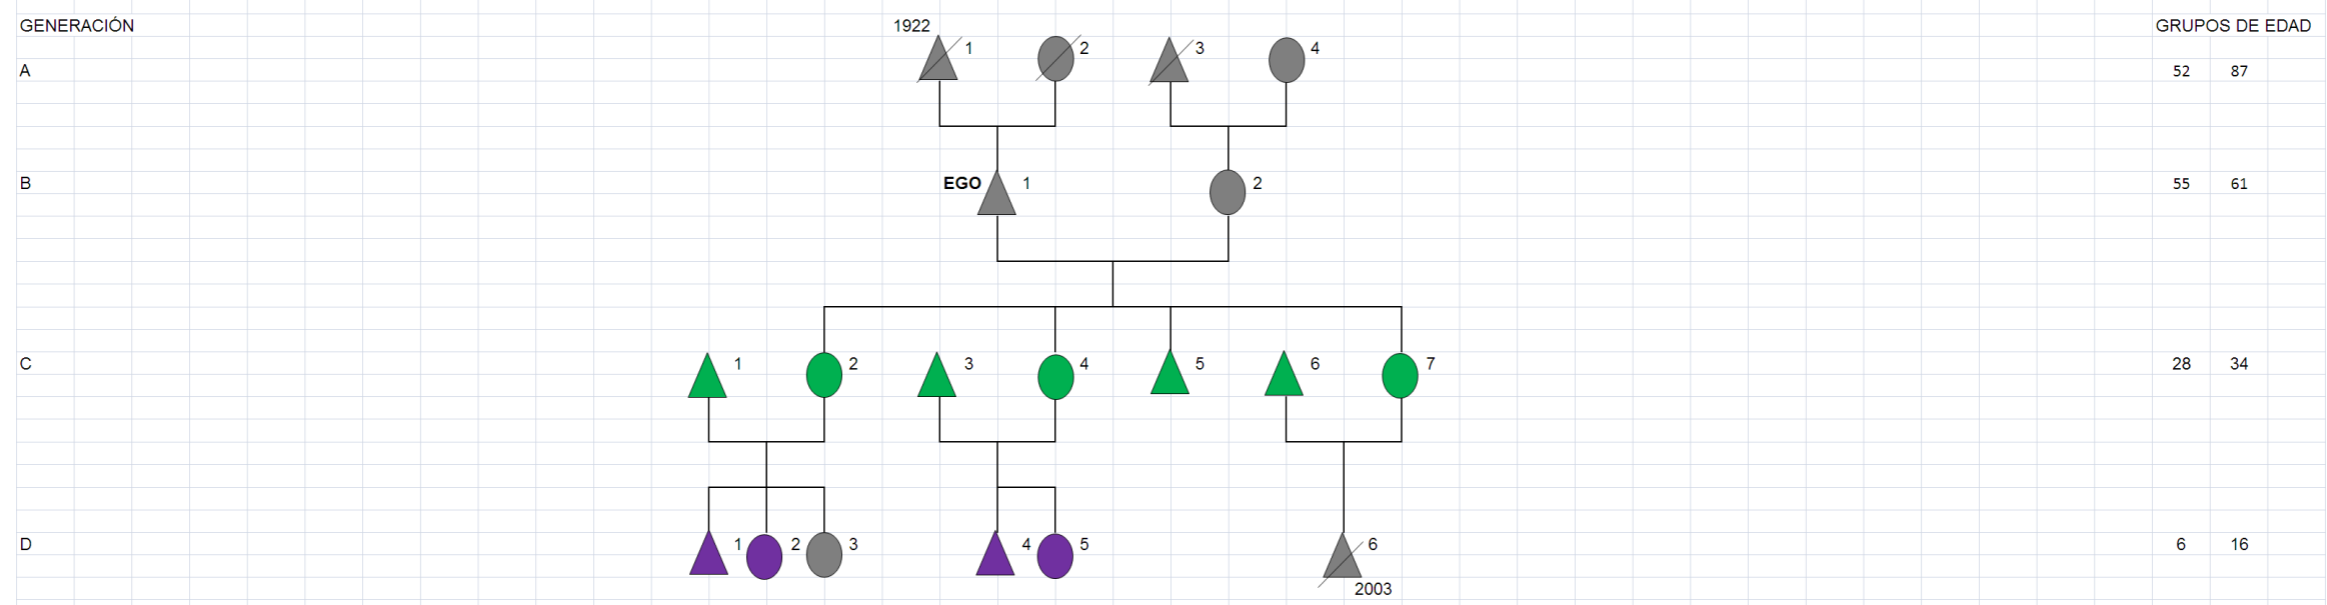 GENERACIÓN 1922 GRUPOS DE EDAD
1 2 3 4
A 52 87
B EGO 1 2 55 61
C 1 2 3 4 5 6 7 28 34
D 1 2 3 4 5 6 6 16
2003